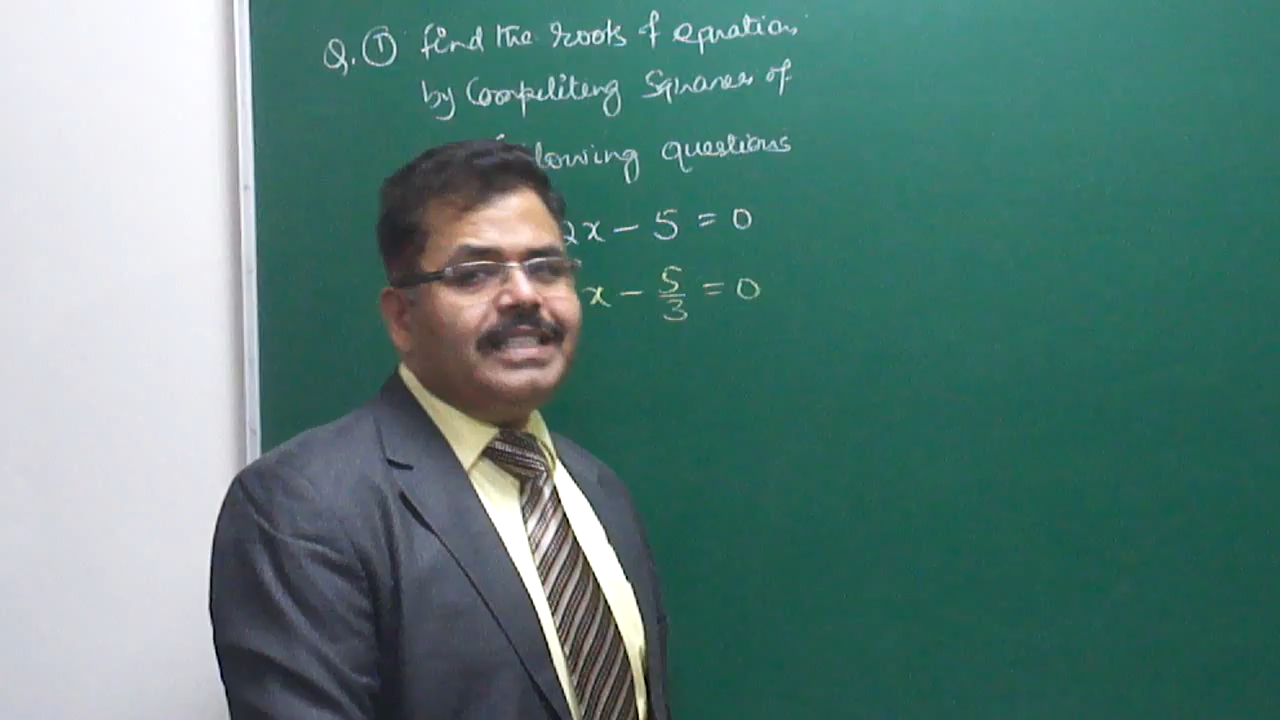 Q. ① find the roots of equation
by Compeliting Squares of
llowing questions
2x - 5 = 0
x - 5/3 = 0